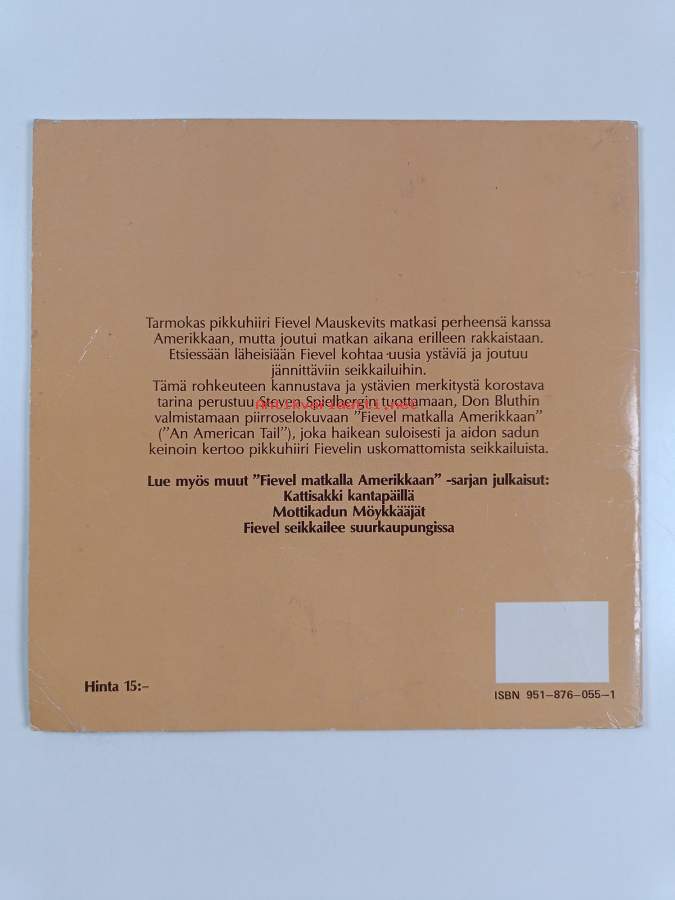 Tarmokas pikkuhiiri Fievel Mauskevits matkasi perheensä kanssa
Amerikkaan, mutta joutui matkan aikana erilleen rakkaistaan.
Etsiessään läheisiään Fievel kohtaa uusia ystäviä ja joutuu
jännittäviin seikkailuihin.
Tämä rohkeuteen kannustava ja ystävien merkitystä korostava
tarina perustuu Steven Spielbergin tuottamaan, Don Bluthin
antikvariaatti.net
valmistamaan piirroselokuvaan ”Fievel matkalla Amerikkaan”
(”An American Tail”), joka haikean suloisesti ja aidon sadun
keinoin kertoo pikkuhiiri Fievelin uskomattomista seikkailuista.
Lue myös muut ”Fievel matkalla Amerikkaan” -sarjan julkaisut:
Kattisakki kantapäillä
Mottikadun Möykkääjät
Fievel seikkailee suurkaupungissa
Hinta 15:–
ISBN 951–876–055–1